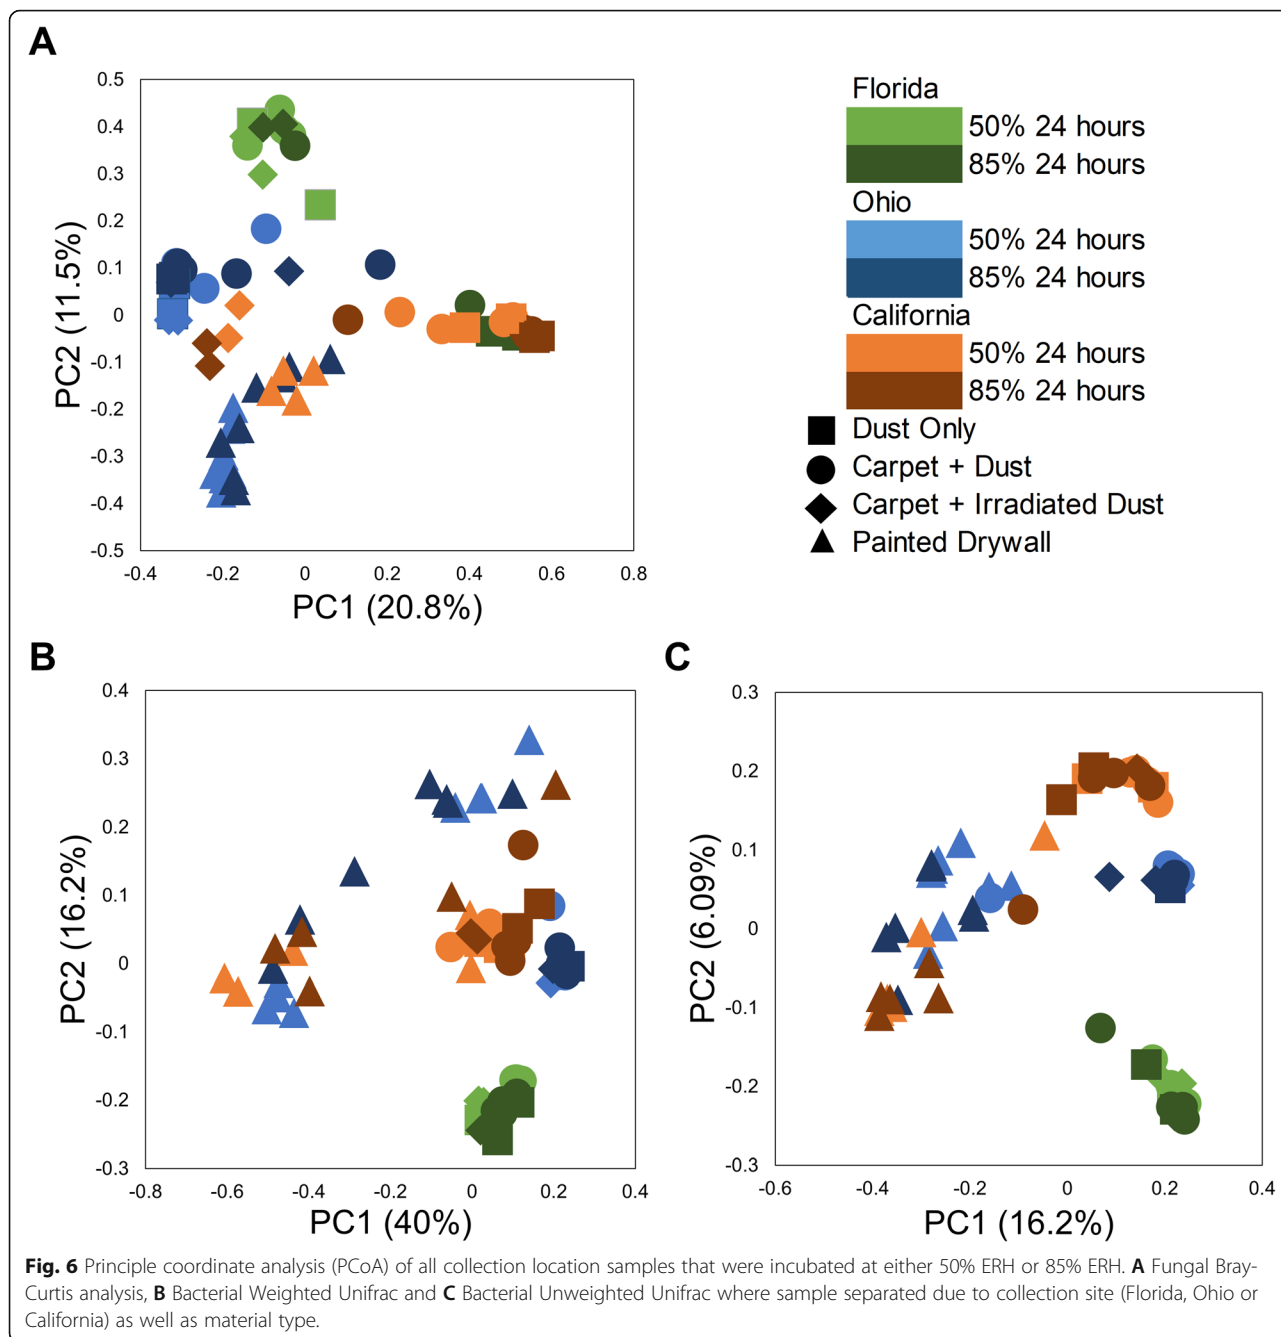 A
0.5
0.4
0.3
0.2
0.1
0
-0.1
-0.2
-0.3
-0.4
-0.5
PC2 (11.5%)
-0.4 -0.2 0 0.2 0.4 0.6 0.8
PC1 (20.8%)
Florida
50% 24 hours
85% 24 hours
Ohio
50% 24 hours
85% 24 hours
California
50% 24 hours
85% 24 hours
Dust Only
Carpet + Dust
Carpet + Irradiated Dust
Painted Drywall
B
0.4
0.3
0.2
0.1
0
-0.1
-0.2
-0.3
PC2 (16.2%)
-0.8 -0.6 -0.4 -0.2 0 0.2 0.4
PC1 (40%)
C
0.3
0.2
0.1
0
-0.1
-0.2
-0.3
PC2 (6.09%)
-0.6 -0.4 -0.2 0 0.2 0.4
PC1 (16.2%)
Fig. 6 Principle coordinate analysis (PCoA) of all collection location samples that were incubated at either 50% ERH or 85% ERH. A Fungal Bray-
Curtis analysis, B Bacterial Weighted Unifrac and C Bacterial Unweighted Unifrac where sample separated due to collection site (Florida, Ohio or
California) as well as material type.